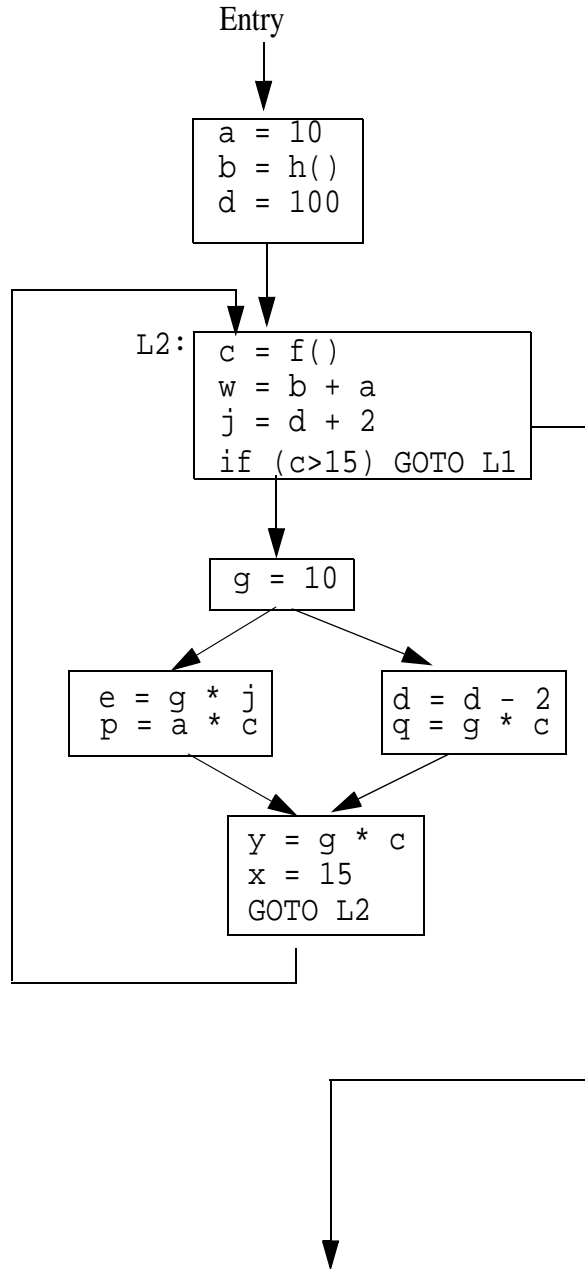 Entry
a = 10
b = h()
d = 100
L2:
c = f()
w = b + a
j = d + 2
if (c>15) GOTO L1
g = 10
e = g * j
p = a * c
d = d - 2
q = g * c
y = g * c
x = 15
GOTO L2